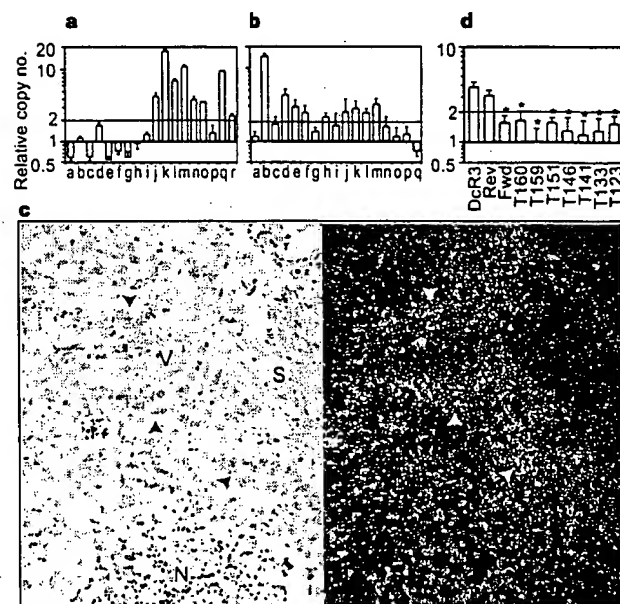 a
b
d
20
10
2
1
0.5
Relative copy no.
abcdefghijklmnopqr
abcdefghijklmnopq
10
2
1
0.5
* * * * * * * *
DcR3
Rev
Fwd
T160
T159
T151
T146
T141
T133
T123
c
V
S
N